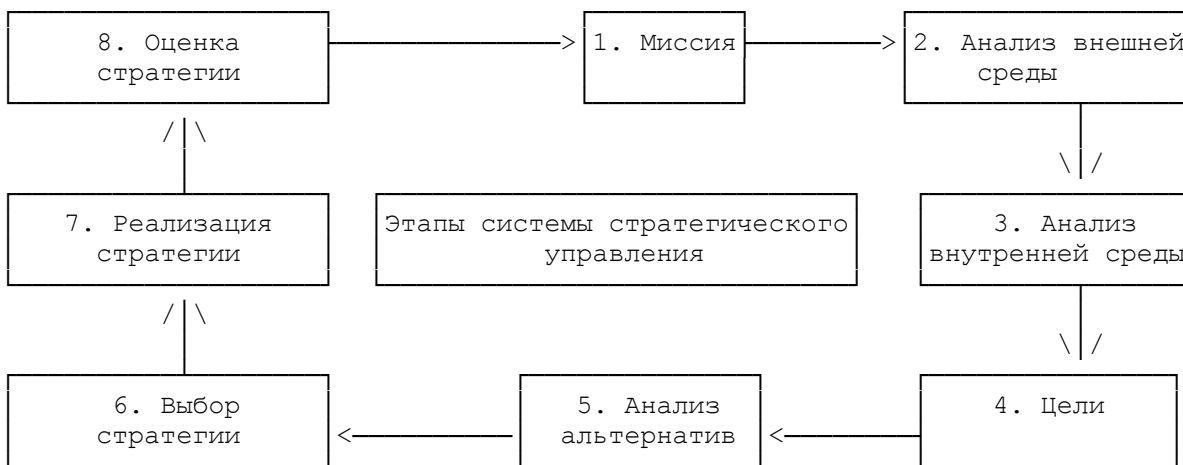 8. Оценка
стратегии
1. Миссия
2. Анализ внешней
среды
7. Реализация
стратегии
Этапы системы стратегического
управления
3. Анализ
внутренней среды
6. Выбор
стратегии
5. Анализ
альтернатив
4. Цели